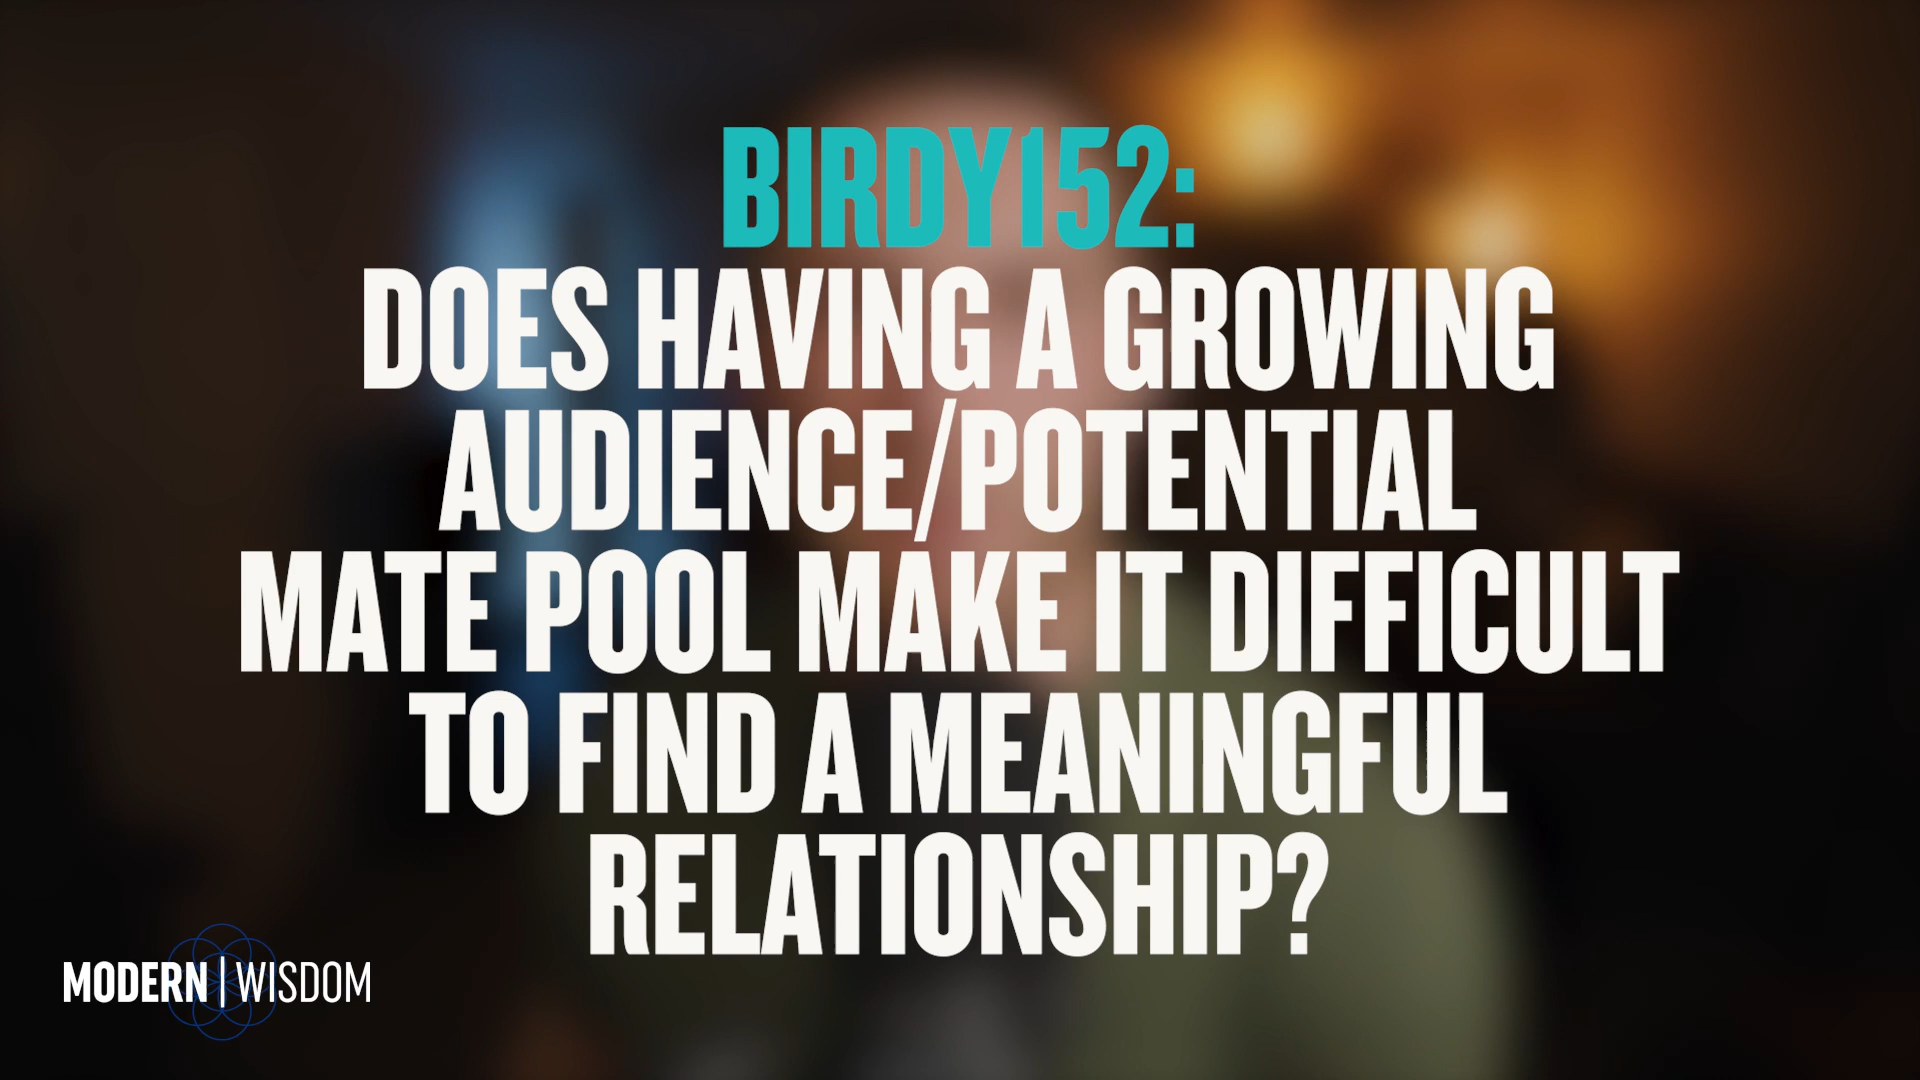 BIRDY152:
DOES HAVING A GROWING
AUDIENCE/POTENTIAL
MATE POOL MAKE IT DIFFICULT
TO FIND A MEANINGFUL
RELATIONSHIP?
MODERN | WISDOM